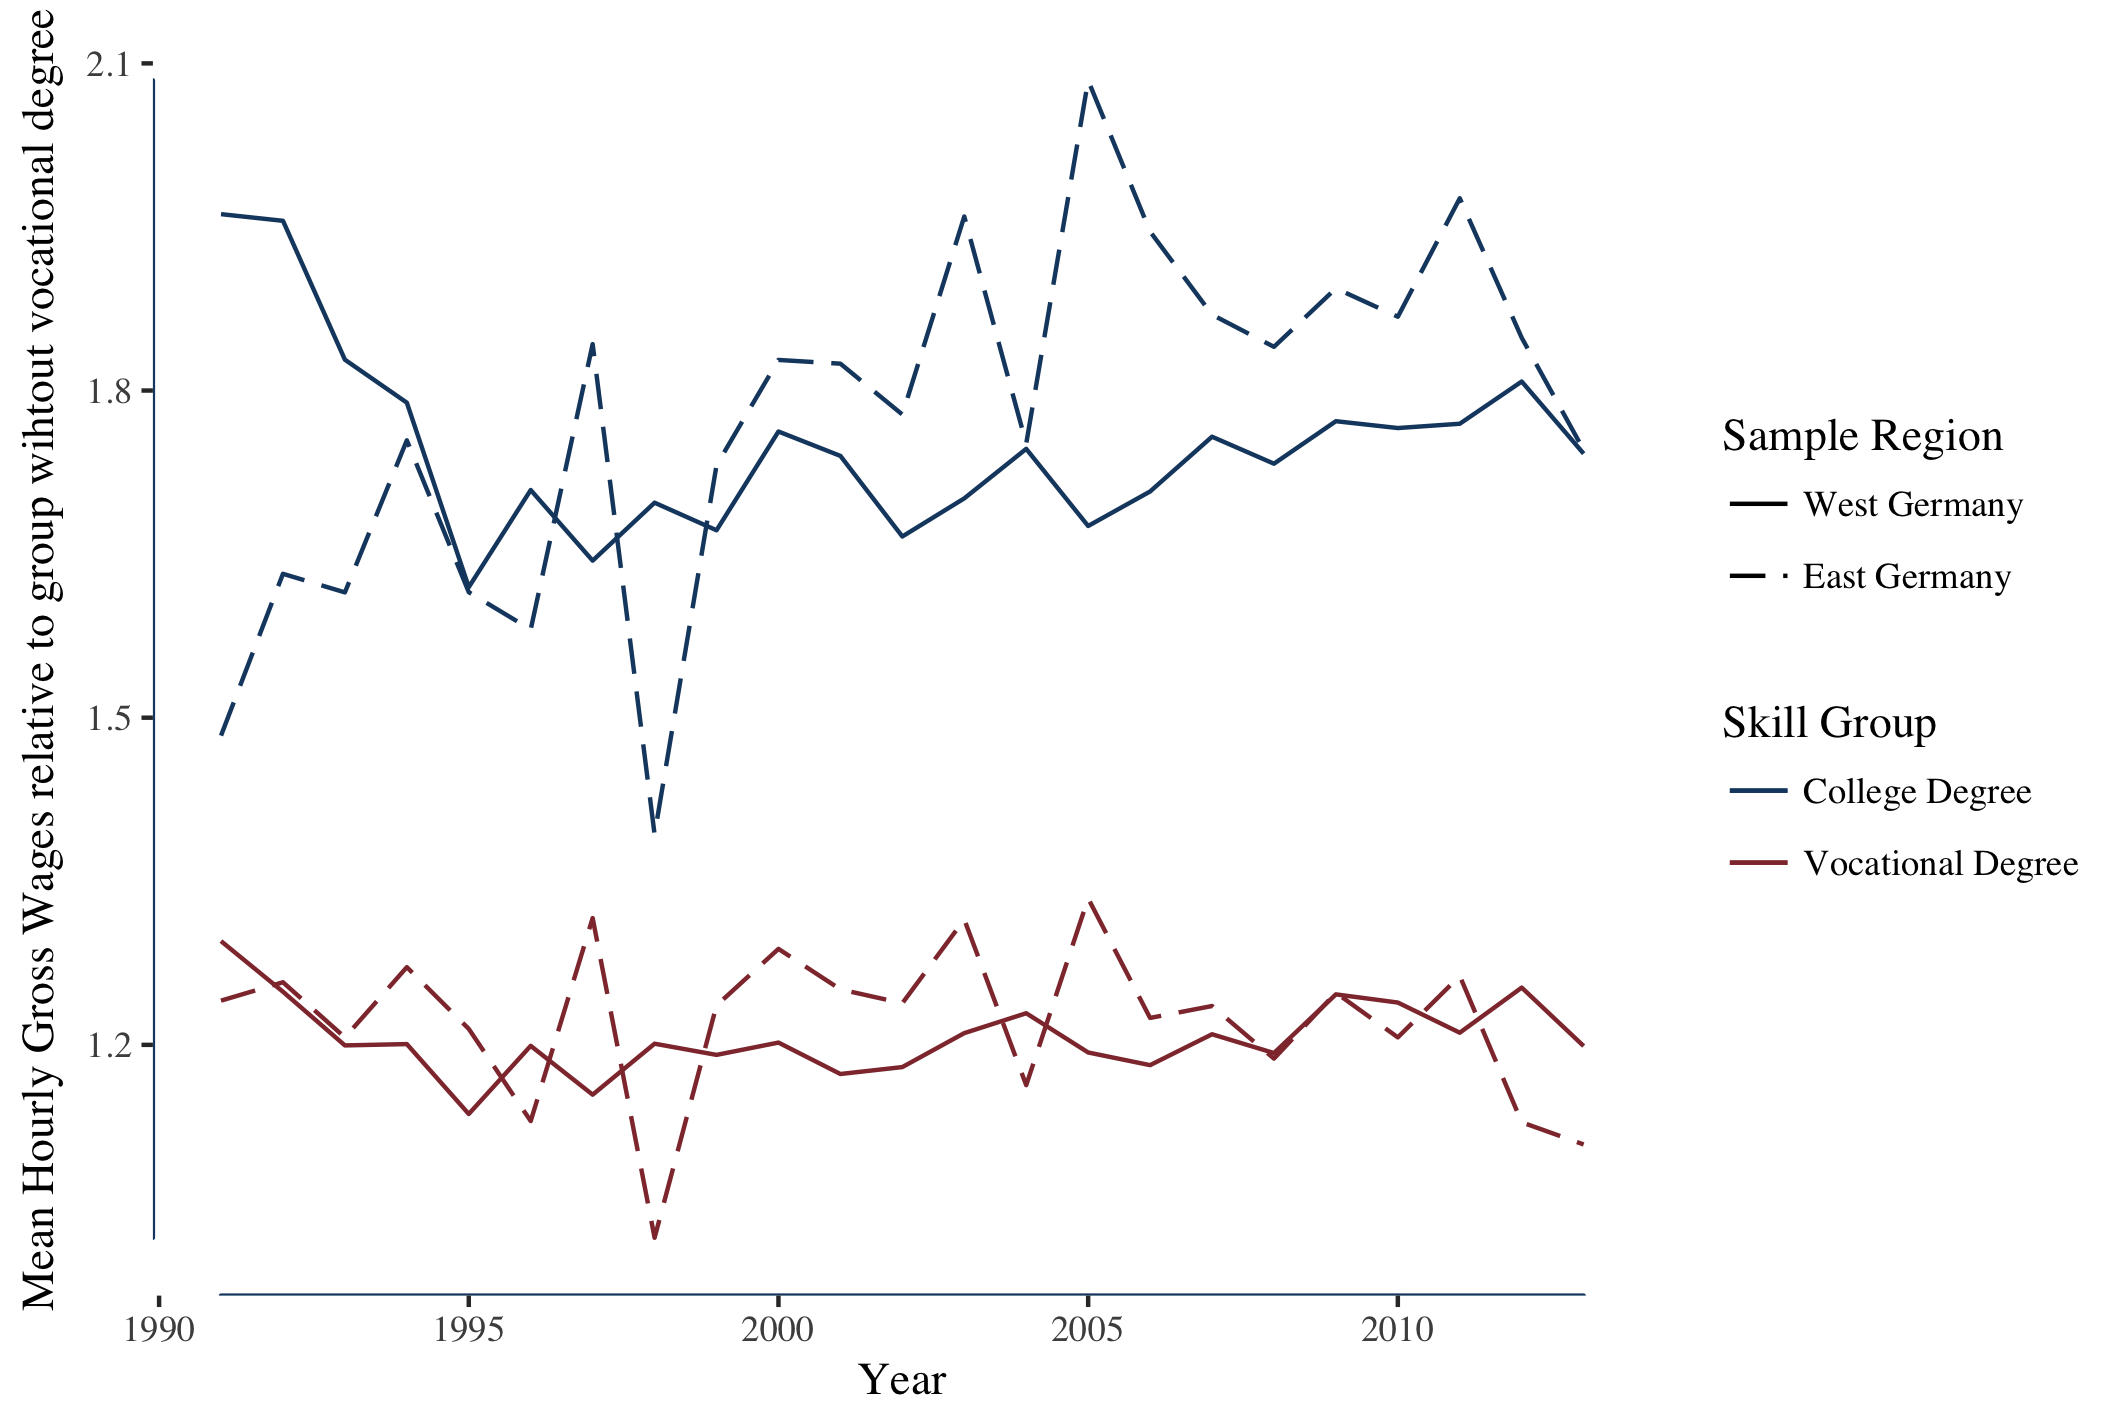 Mean Hourly Gross Wages relative to group wihtout vocational degree
2.1
1.8
1.5
1.2
1990 1995 2000 2005 2010
Year
Sample Region
West Germany
East Germany
Skill Group
College Degree
Vocational Degree